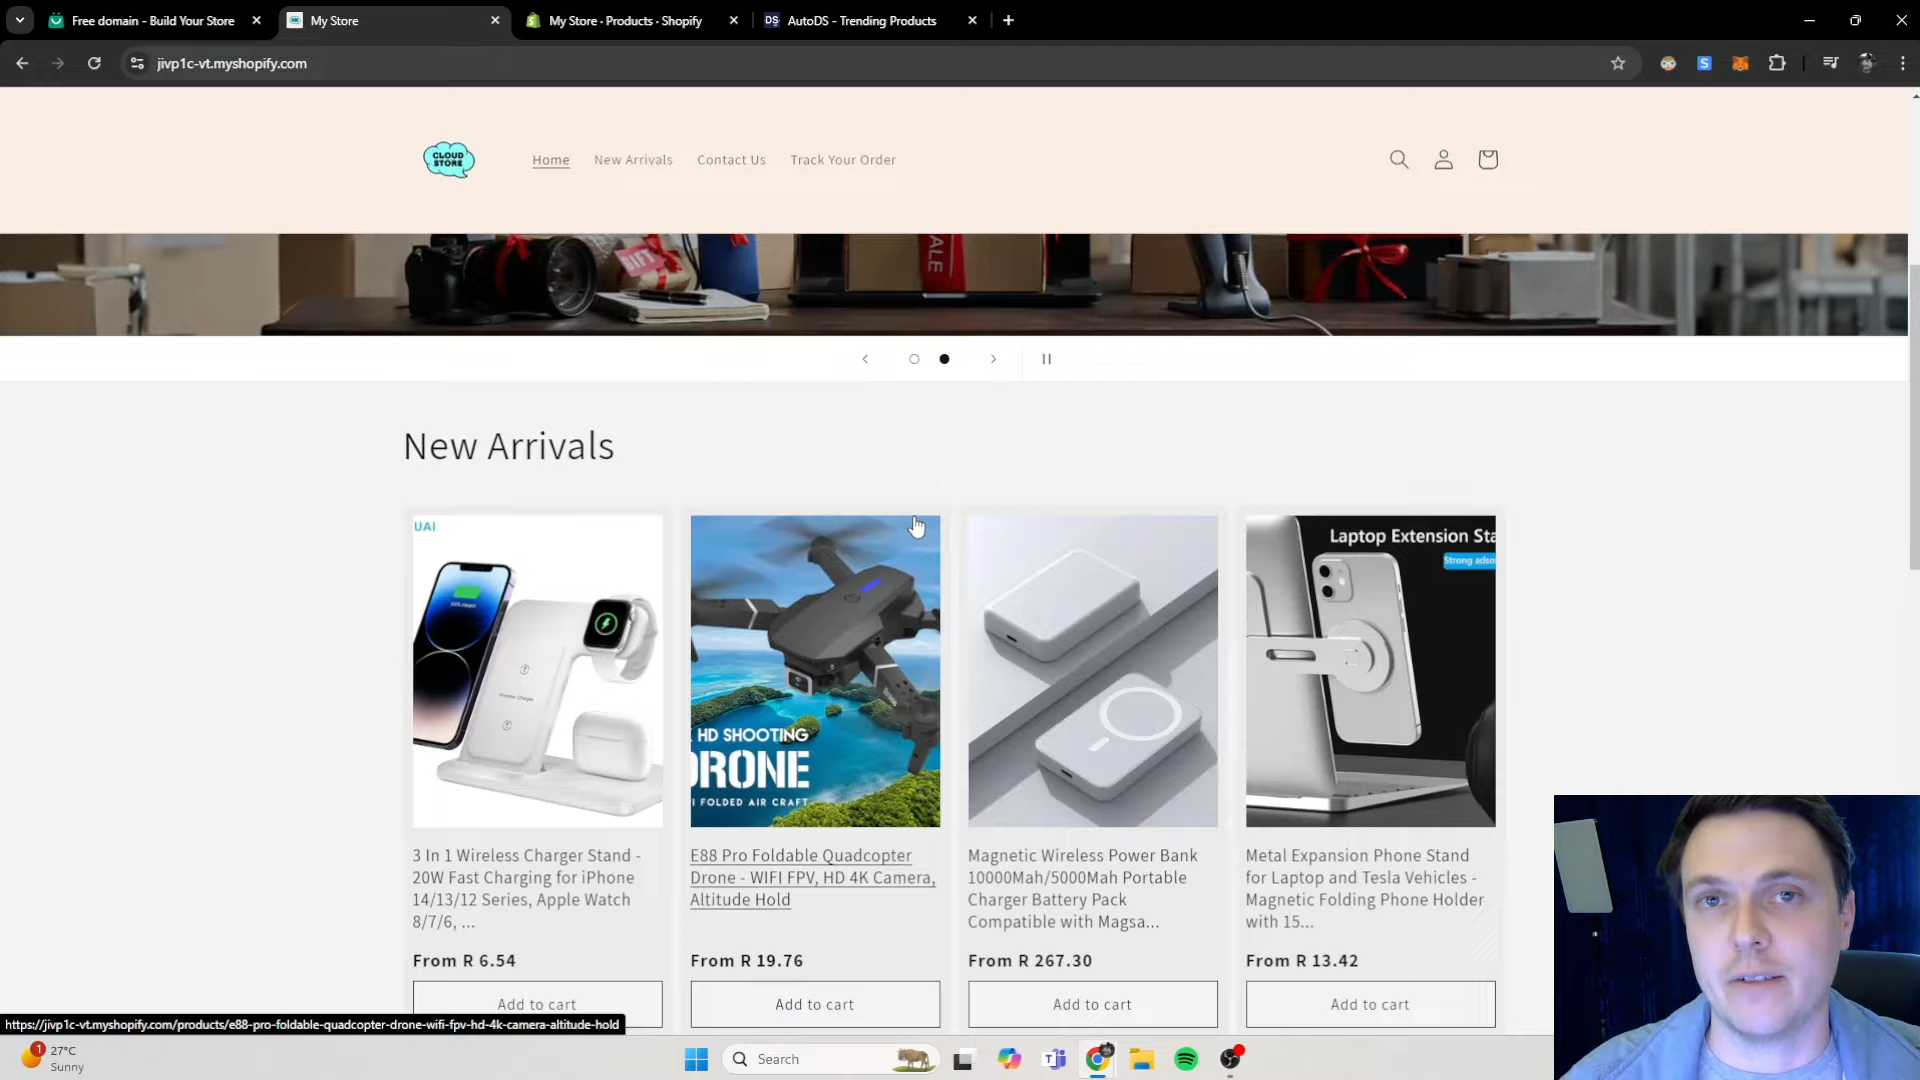 Free domain - Build Your Store
My Store
My Store · Products · Shopify
DS
AutoDS - Trending Products
jivp1c-vt.myshopify.com
S
CLOUD
STORE
Home
New Arrivals
Contact Us
Track Your Order
GIFT
SALE
New Arrivals
UAI
HD SHOOTING
DRONE
I FOLDED AIR CRAFT
Laptop Extension Sta
Strong adso
3 In 1 Wireless Charger Stand -
20W Fast Charging for iPhone
14/13/12 Series, Apple Watch
8/7/6, ...
From R 6.54
Add to cart
E88 Pro Foldable Quadcopter
Drone - WIFI FPV, HD 4K Camera,
Altitude Hold
From R 19.76
Add to cart
Magnetic Wireless Power Bank
10000Mah/5000Mah Portable
Charger Battery Pack
Compatible with Magsa...
From R 267.30
Add to cart
Metal Expansion Phone Stand
for Laptop and Tesla Vehicles -
Magnetic Folding Phone Holder
with 15...
From R 13.42
Add to cart
https://jivp1c-vt.myshopify.com/products/e88-pro-foldable-quadcopter-drone-wifi-fpv-hd-4k-camera-altitude-hold
1
27°C
Sunny
Search